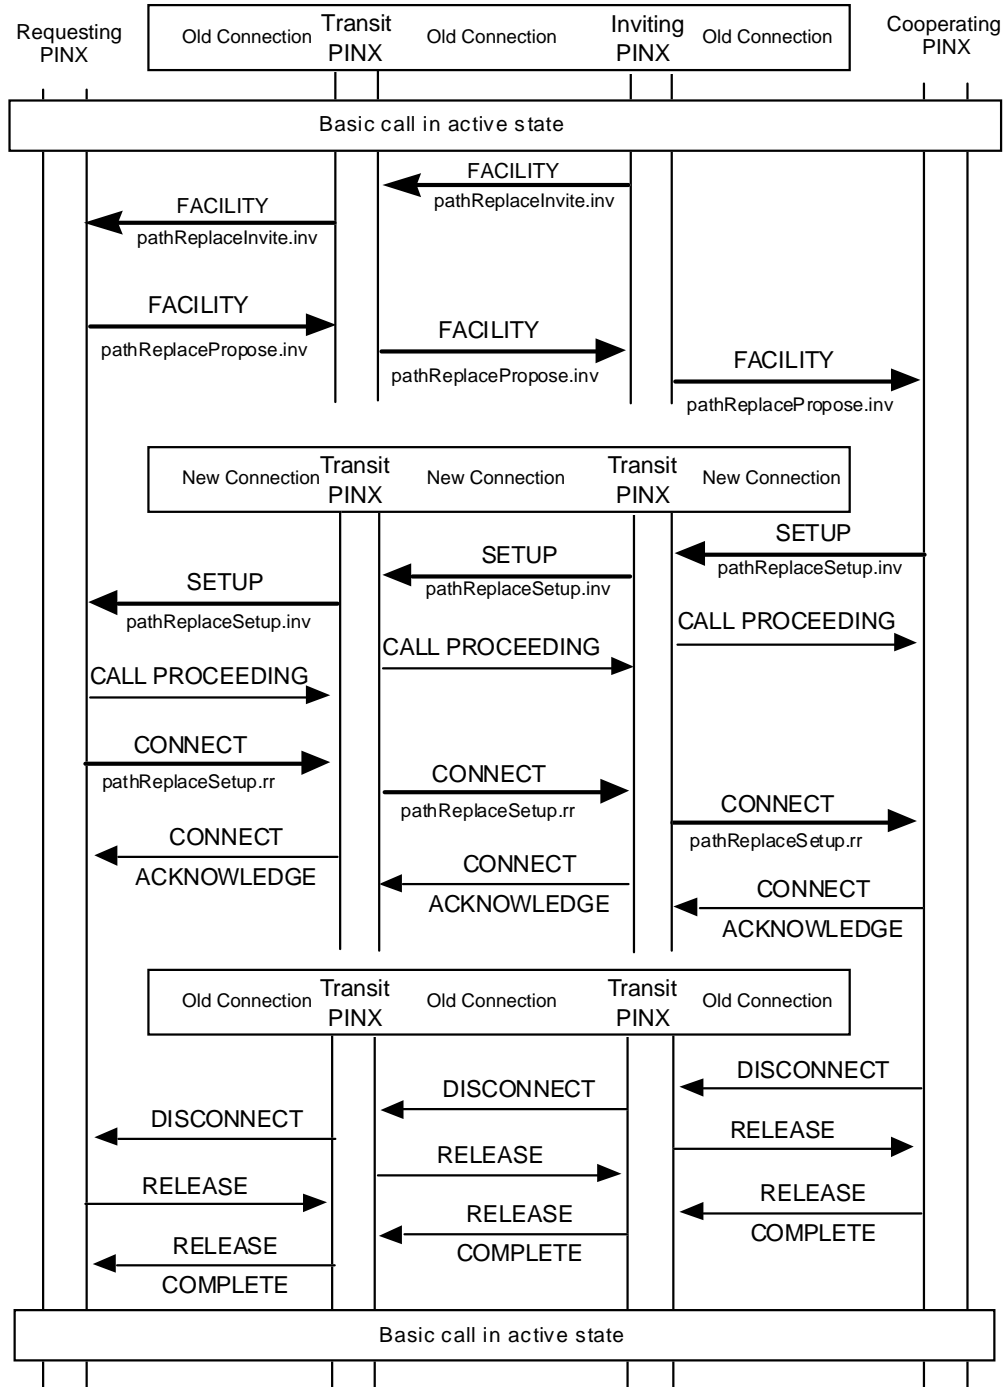 Requesting
PINX
Old Connection
Transit
PINX
Old Connection
Inviting
PINX
Old Connection
Cooperating
PINX
Basic call in active state
FACILITY
pathReplaceInvite.inv
FACILITY
pathReplaceInvite.inv
FACILITY
pathReplacePropose.inv
FACILITY
pathReplacePropose.inv
FACILITY
pathReplacePropose.inv
New Connection
Transit
PINX
New Connection
Transit
PINX
New Connection
SETUP
pathReplaceSetup.inv
SETUP
pathReplaceSetup.inv
SETUP
pathReplaceSetup.inv
CALL PROCEEDING
CALL PROCEEDING
CALL PROCEEDING
CONNECT
pathReplaceSetup.rr
CONNECT
pathReplaceSetup.rr
CONNECT
pathReplaceSetup.rr
CONNECT
ACKNOWLEDGE
CONNECT
ACKNOWLEDGE
CONNECT
ACKNOWLEDGE
Old Connection
Transit
PINX
Old Connection
Transit
PINX
Old Connection
DISCONNECT
DISCONNECT
DISCONNECT
RELEASE
RELEASE
RELEASE
RELEASE
COMPLETE
RELEASE
COMPLETE
RELEASE
COMPLETE
Basic call in active state